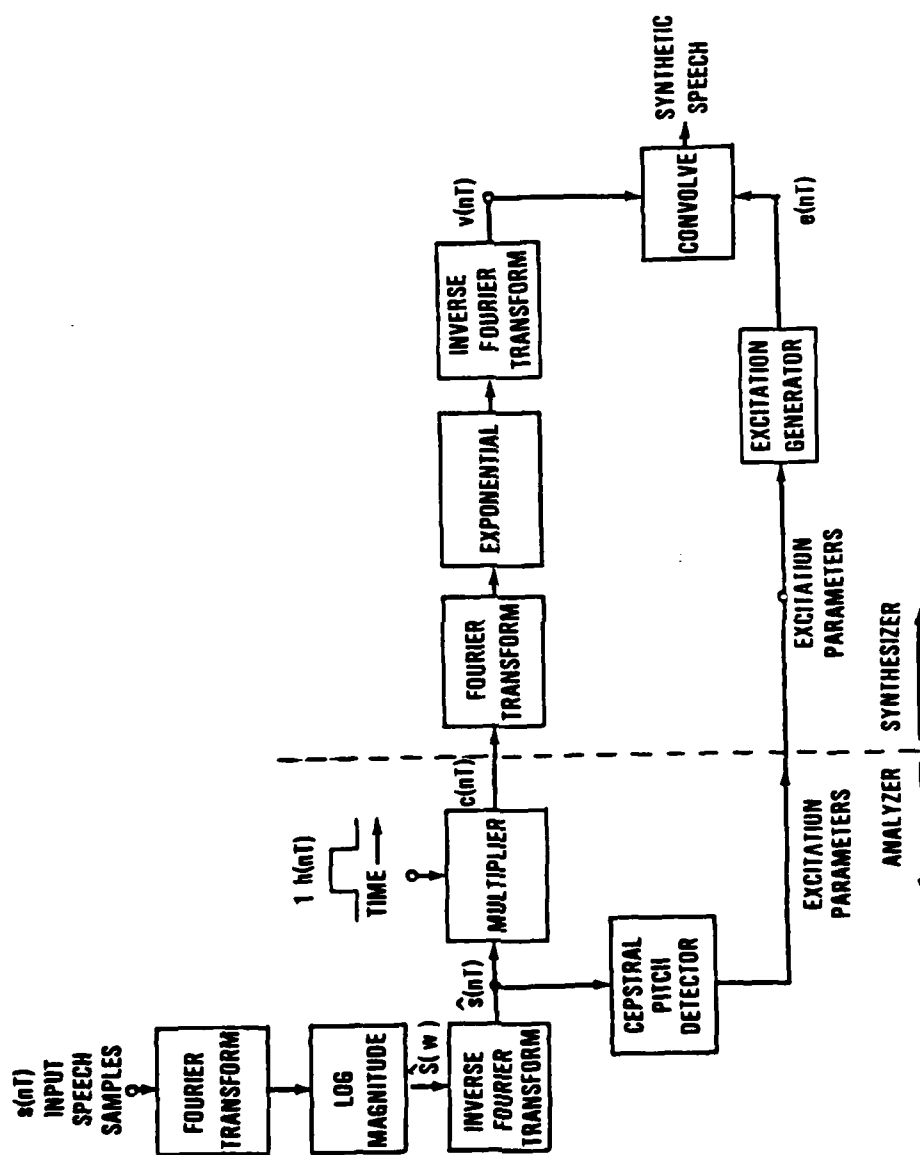 s(nT)
INPUT
SPEECH
SAMPLES
FOURIER
TRANSFORM
LOG
MAGNITUDE
Ŝ(w)
INVERSE
FOURIER
TRANSFORM
ŝ(nT)
CEPSTRAL
PITCH
DETECTOR
1 h(nT)
TIME
MULTIPLIER
c(nT)
FOURIER
TRANSFORM
EXPONENTIAL
INVERSE
FOURIER
TRANSFORM
v(nT)
CONVOLVE
SYNTHETIC
SPEECH
e(nT)
EXCITATION
GENERATOR
EXCITATION
PARAMETERS
EXCITATION
PARAMETERS
ANALYZER
SYNTHESIZER